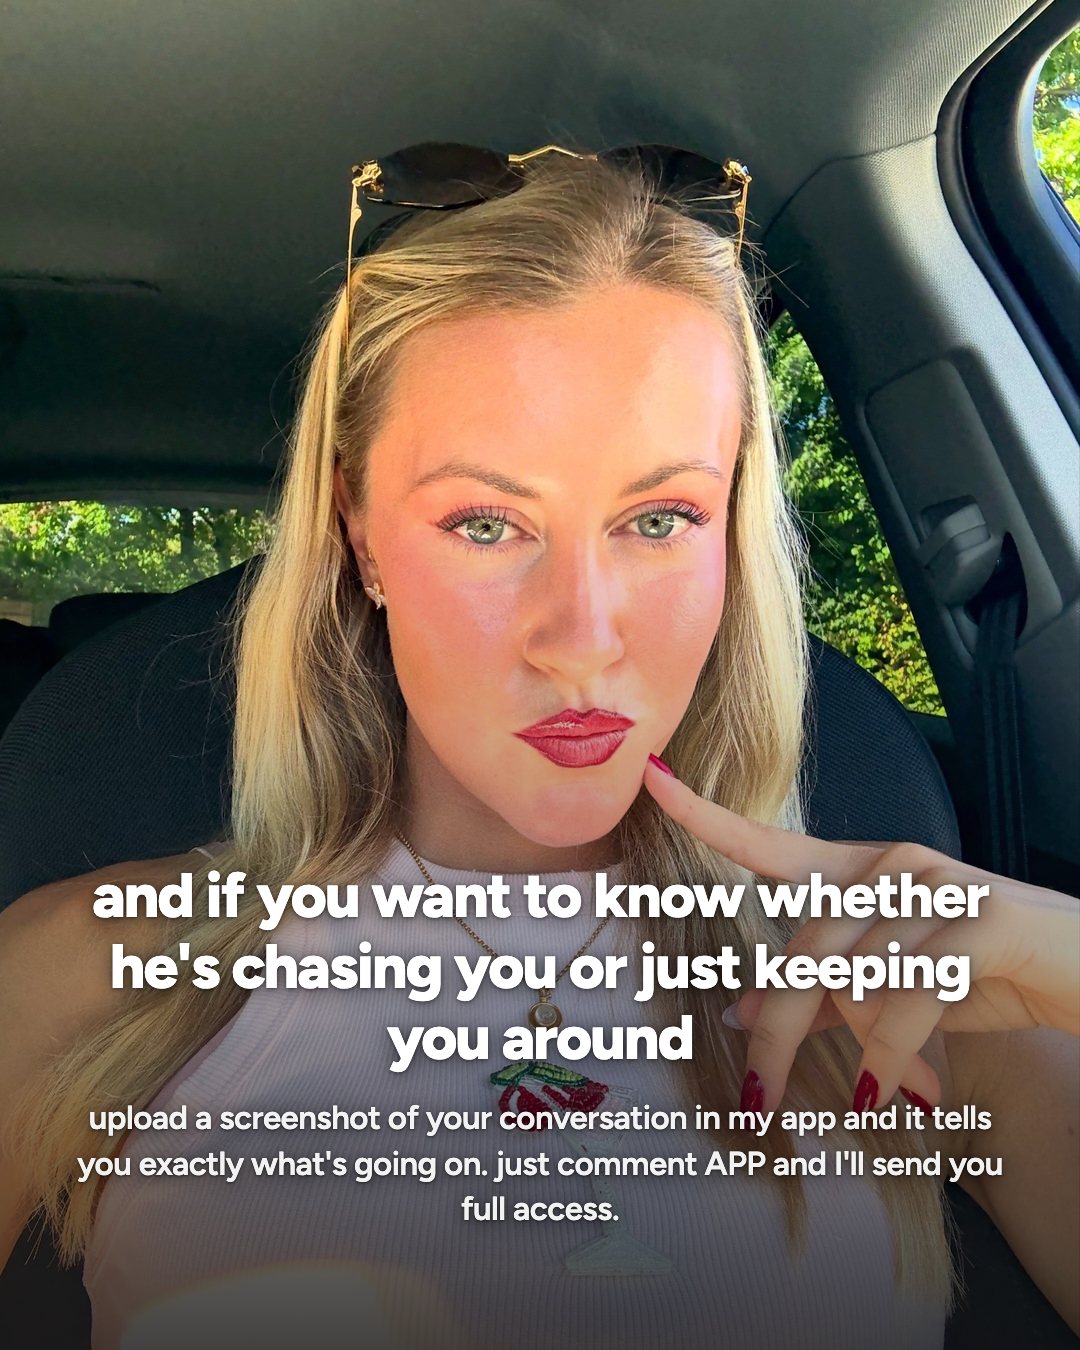 and if you want to know whether
he's chasing you or just keeping
you around
upload a screenshot of your conversation in my app and it tells
you exactly what's going on. just comment APP and I'll send you
full access.